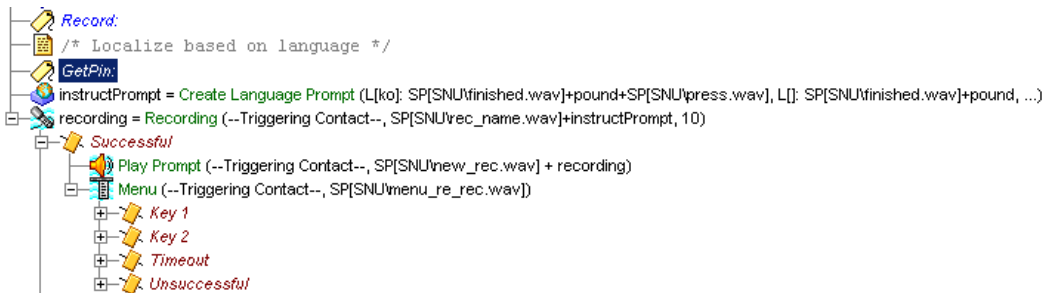 Record:
/* Localize based on language */
GetPin:
instructPrompt = Create Language Prompt (L[ko]: SP[SNU\finished.wav]+pound+SP[SNU\press.wav], L[]: SP[SNU\finished.wav]+pound, ...)
recording = Recording (--Triggering Contact--, SP[SNU\rec_name.wav]+instructPrompt, 10)
Successful
Play Prompt (--Triggering Contact--, SP[SNU\new_rec.wav] + recording)
Menu (--Triggering Contact--, SP[SNU\menu_re_rec.wav])
Key 1
Key 2
Timeout
Unsuccessful